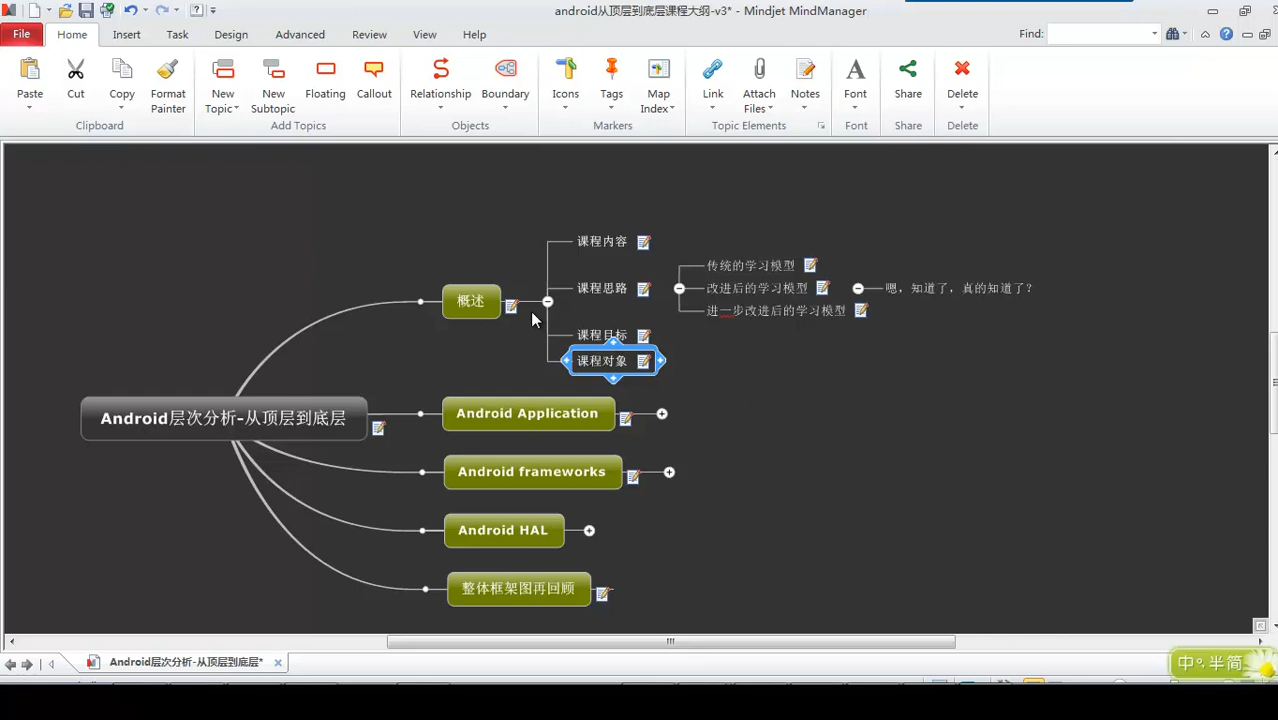 android从顶层到底层课程大纲-v3* - Mindjet MindManager
File Home Insert Task Design Advanced Review View Help Find:
Paste Cut Copy Format Painter
New Topic New Subtopic Floating Callout
Relationship Boundary
Icons Tags Map Index
Link Attach Files Notes
Font Share Delete
Clipboard Add Topics Objects Markers Topic Elements Font Share Delete
课程内容
传统的学习模型
概述
课程思路
改进后的学习模型
嗯，知道了，真的知道了？
进一步改进后的学习模型
课程目标
课程对象
Android层次分析-从顶层到底层
Android Application
Android frameworks
Android HAL
整体框架图再回顾
Android层次分析-从顶层到底层*
中 半简